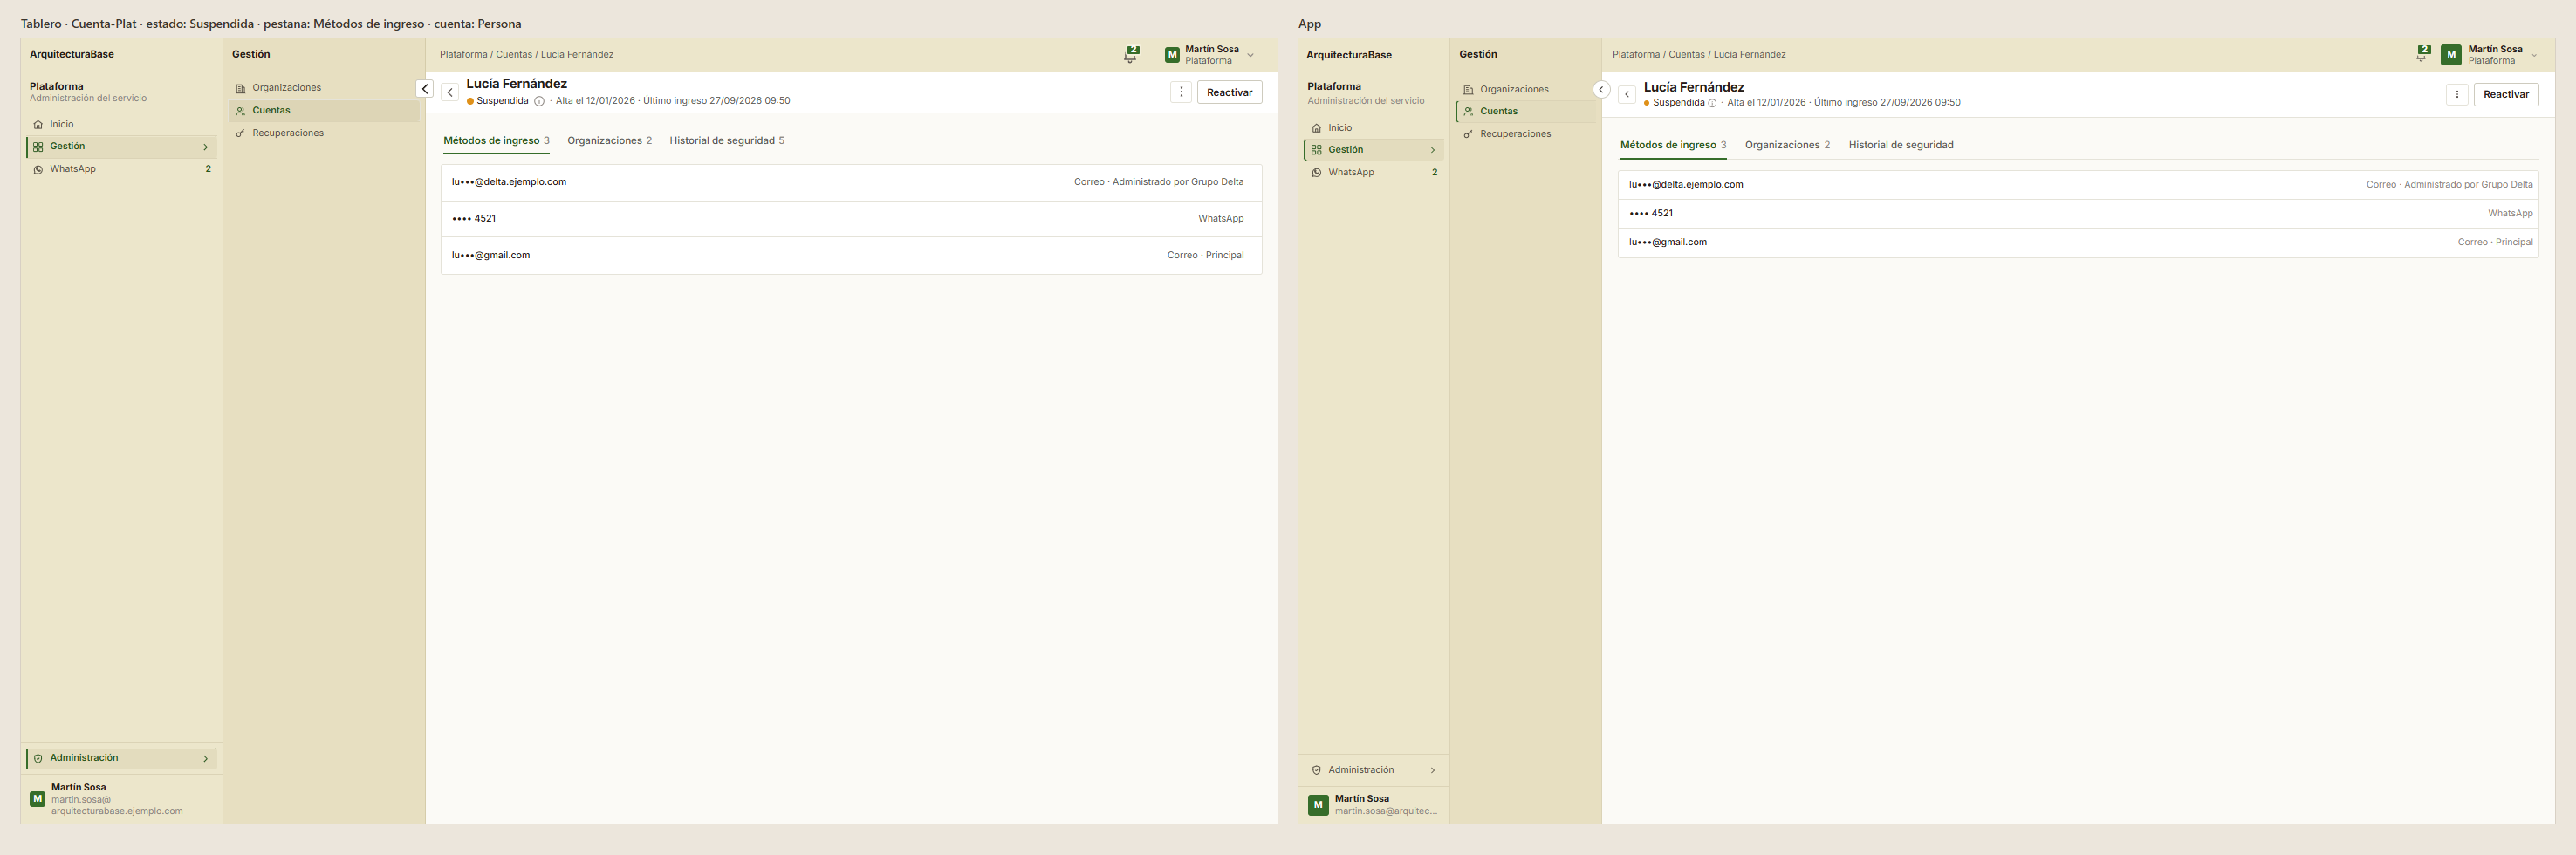 Tablero · Cuenta-Plat · estado: Suspendida · pestana: Métodos de ingreso · cuenta: Persona
ArquitecturaBase
Gestión
Plataforma / Cuentas / Lucía Fernández
2
M
Martín Sosa
Plataforma
Plataforma
Administración del servicio
Inicio
Gestión
WhatsApp 2
Organizaciones
Cuentas
Recuperaciones
Lucía Fernández
Suspendida · Alta el 12/01/2026 · Último ingreso 27/09/2026 09:50
Reactivar
Métodos de ingreso 3 Organizaciones 2 Historial de seguridad 5
lu•••@delta.ejemplo.com Correo · Administrado por Grupo Delta
•••• 4521 WhatsApp
lu•••@gmail.com Correo · Principal
Administración
M
Martín Sosa
martin.sosa@
arquitecturabase.ejemplo.com
App
ArquitecturaBase
Gestión
Plataforma / Cuentas / Lucía Fernández
2
M
Martín Sosa
Plataforma
Plataforma
Administración del servicio
Inicio
Gestión
WhatsApp 2
Organizaciones
Cuentas
Recuperaciones
Lucía Fernández
Suspendida · Alta el 12/01/2026 · Último ingreso 27/09/2026 09:50
Reactivar
Métodos de ingreso 3 Organizaciones 2 Historial de seguridad
lu•••@delta.ejemplo.com Correo · Administrado por Grupo Delta
•••• 4521 WhatsApp
lu•••@gmail.com Correo · Principal
Administración
M
Martín Sosa
martin.sosa@arquitec...